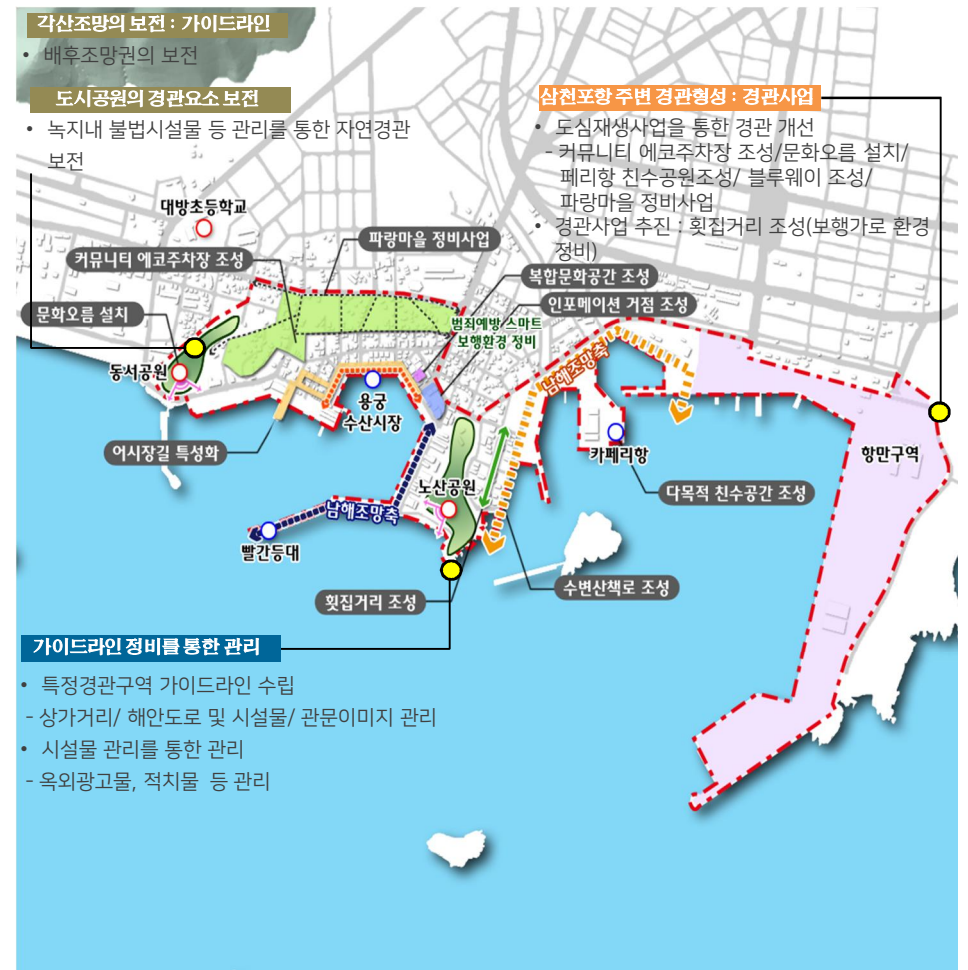 각산조망의 보전 : 가이드라인
• 배후조망권의 보전
도시공원의 경관요소 보전
• 녹지내 불법시설물 등 관리를 통한 자연경관
보전
삼천포항 주변 경관형성 : 경관사업
• 도심재생사업을 통한 경관 개선
- 커뮤니티 에코주차장 조성/문화오름 설치/
페리항 친수공원조성/ 블루웨이 조성/
파랑마을 정비사업
• 경관사업 추진 : 횟집거리 조성(보행가로 환경
정비)
대방초등학교
파랑마을 정비사업
커뮤니티 에코주차장 조성
복합문화공간 조성
인포메이션 거점 조성
문화오름 설치
범죄예방 스마트
보행환경 정비
동서공원
남해조망축
용궁
수산시장
어시장길 특성화
카페리항
항만구역
노산공원
다목적 친수공간 조성
남해조망축
빨간등대
수변산책로 조성
횟집거리 조성
가이드라인 정비를 통한 관리
• 특정경관구역 가이드라인 수립
- 상가거리/ 해안도로 및 시설물/ 관문이미지 관리
• 시설물 관리를 통한 관리
- 옥외광고물, 적치물 등 관리